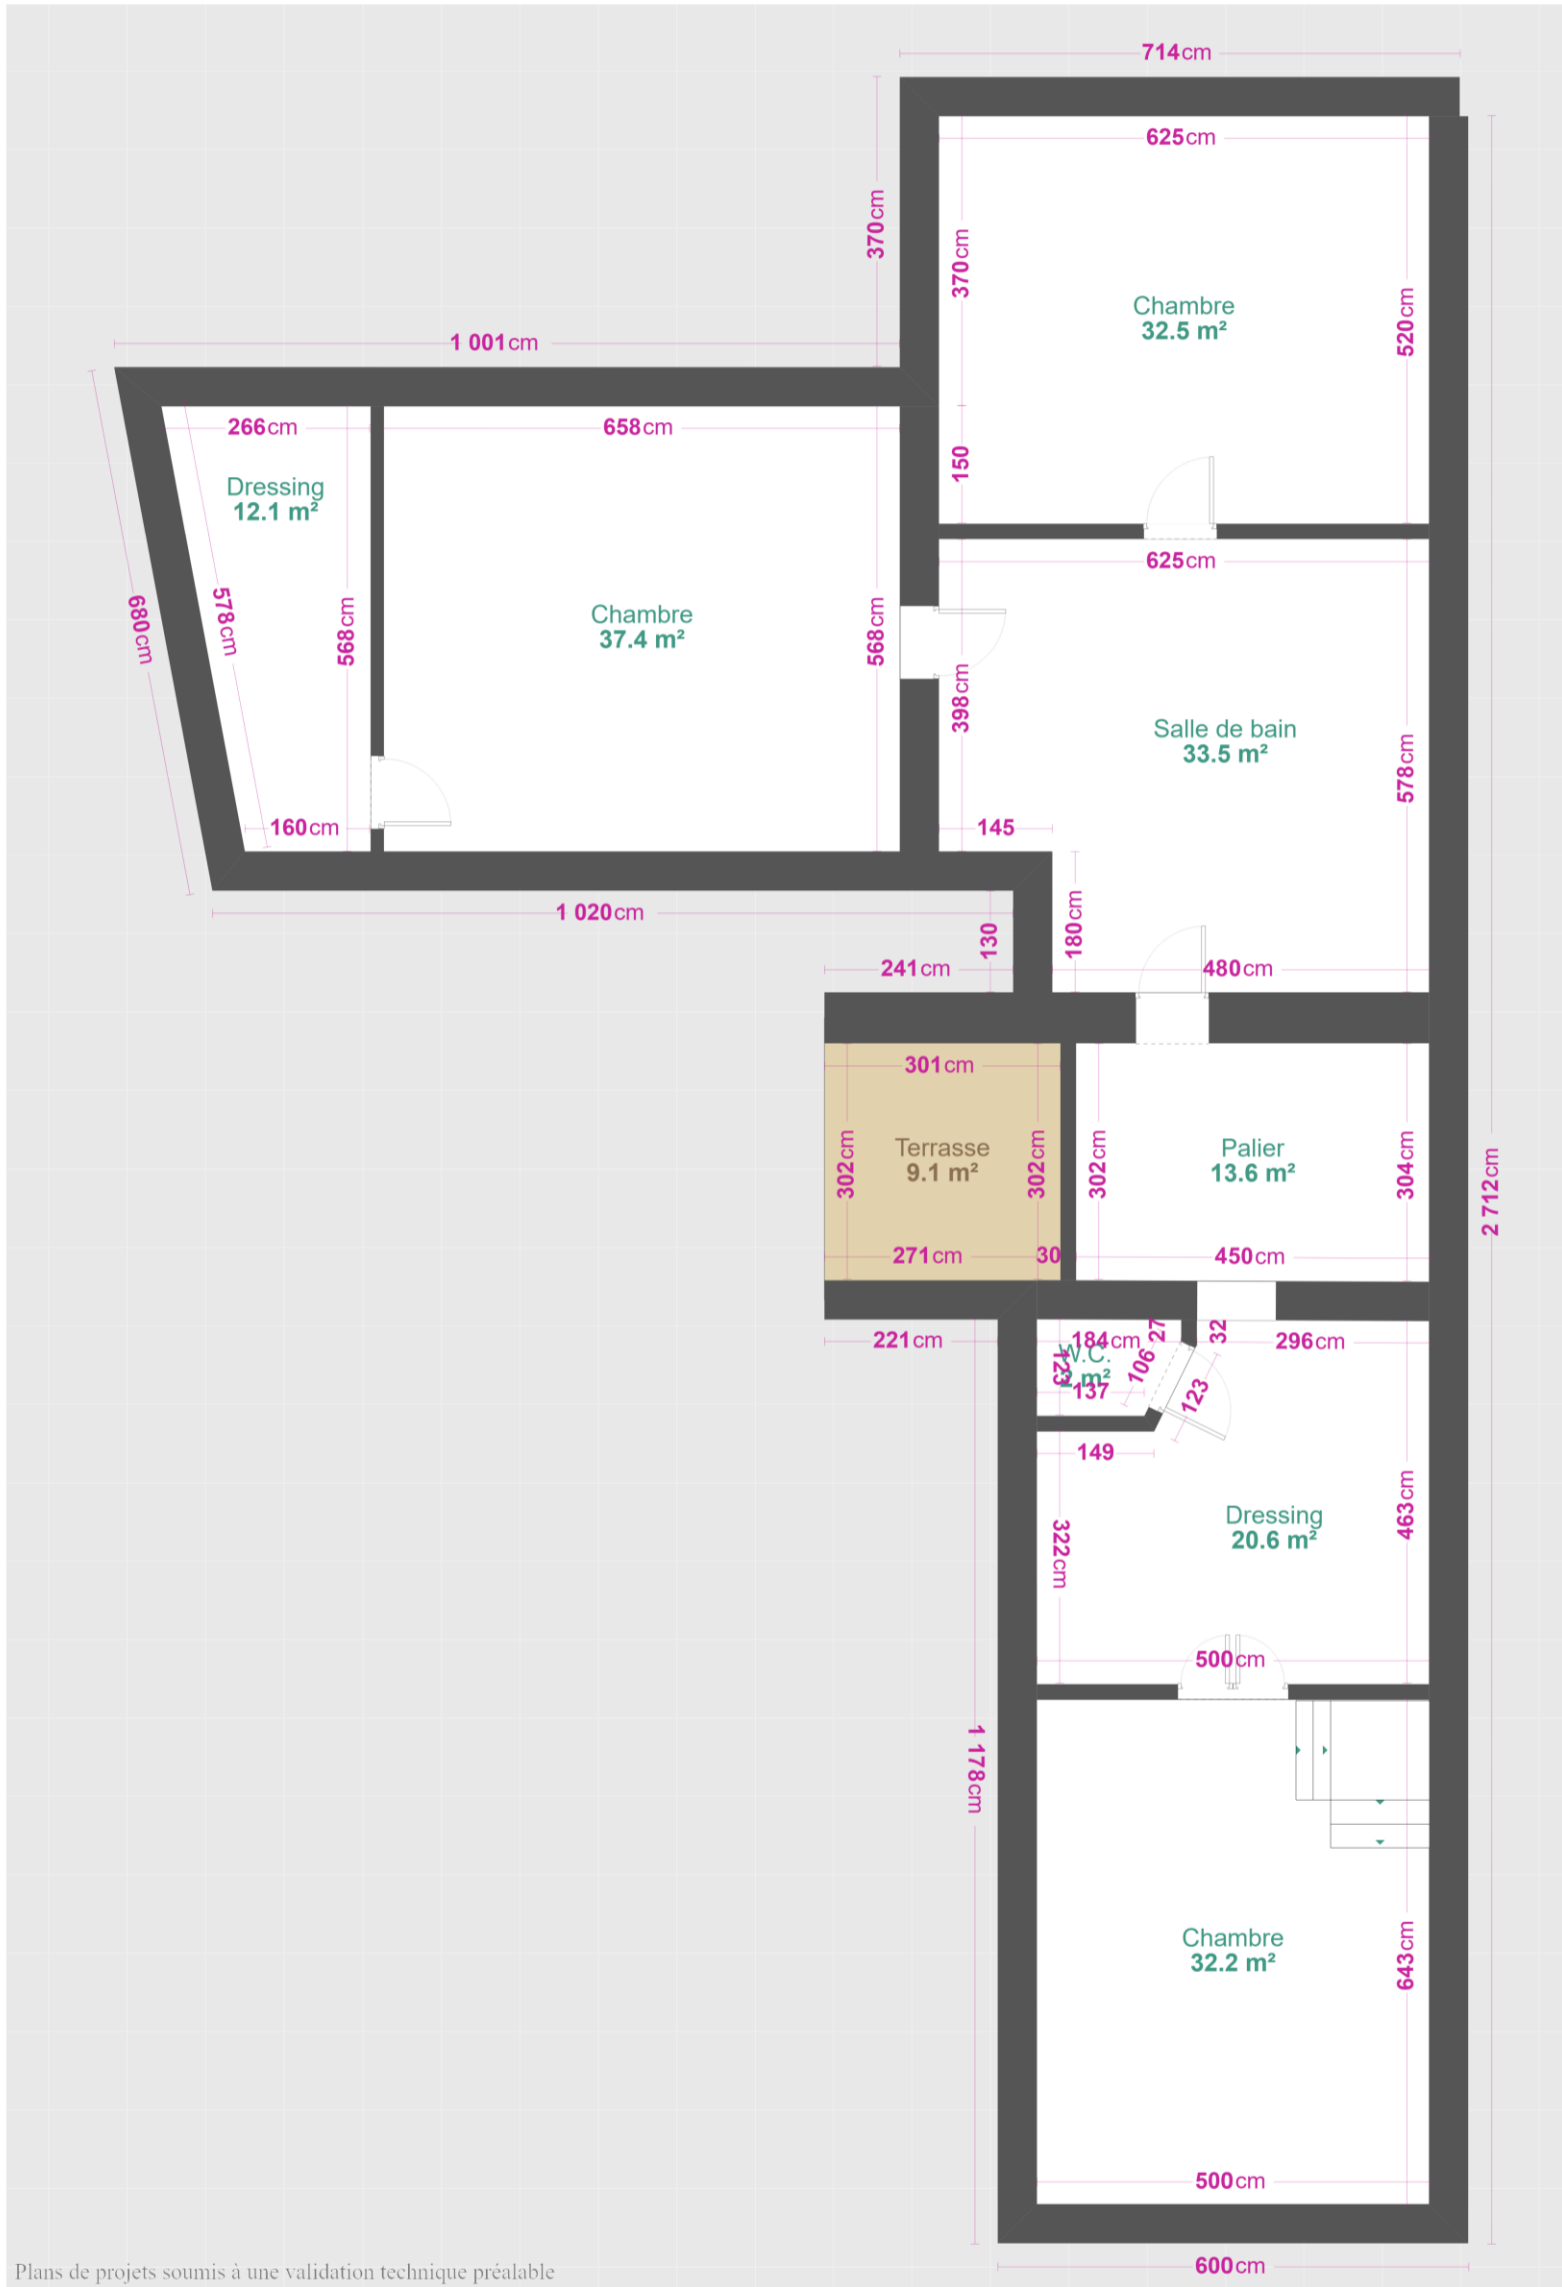 714cm
625cm
370cm
370cm
520cm
Chambre
32.5 m²
1 001cm
266cm
658cm
150
Dressing
12.1 m²
625cm
680cm
578cm
568cm
Chambre
37.4 m²
568cm
398cm
Salle de bain
33.5 m²
578cm
160cm
145
1 020cm
130
180cm
241cm
480cm
301cm
302cm
Terrasse
9.1 m²
302cm
302cm
Palier
13.6 m²
304cm
2 712cm
271cm
30
450cm
221cm
184cm
27
32
296cm
W.C.
2 m²
123
106
137
123
149
463cm
Dressing
20.6 m²
322cm
500cm
1 178cm
Chambre
32.2 m²
643cm
500cm
600cm
Plans de projets soumis à une validation technique préalable